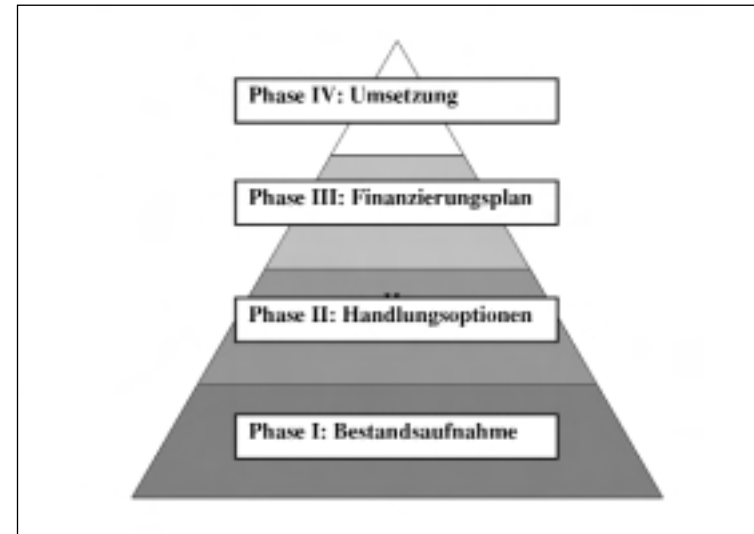 Phase IV: Umsetzung
Phase III: Finanzierungsplan
Phase II: Handlungsoptionen
Phase I: Bestandsaufnahme